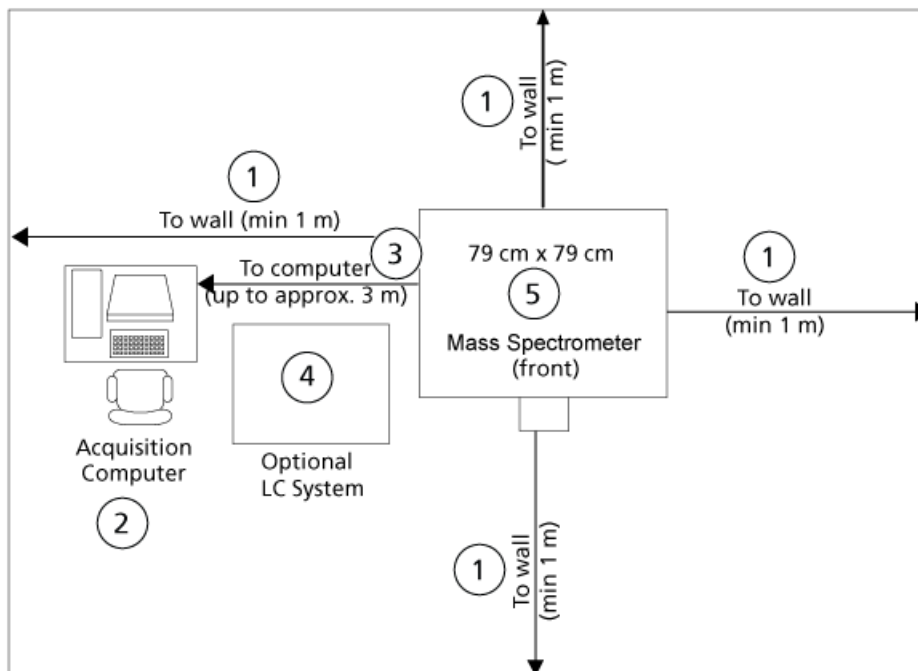 1
To wall
( min 1 m)
1
To wall (min 1 m)
3
To computer
(up to approx. 3 m)
79 cm x 79 cm
5
Mass Spectrometer
(front)
1
To wall
(min 1 m)
4
Optional
LC System
Acquisition
Computer
2
1
To wall
(min 1 m)